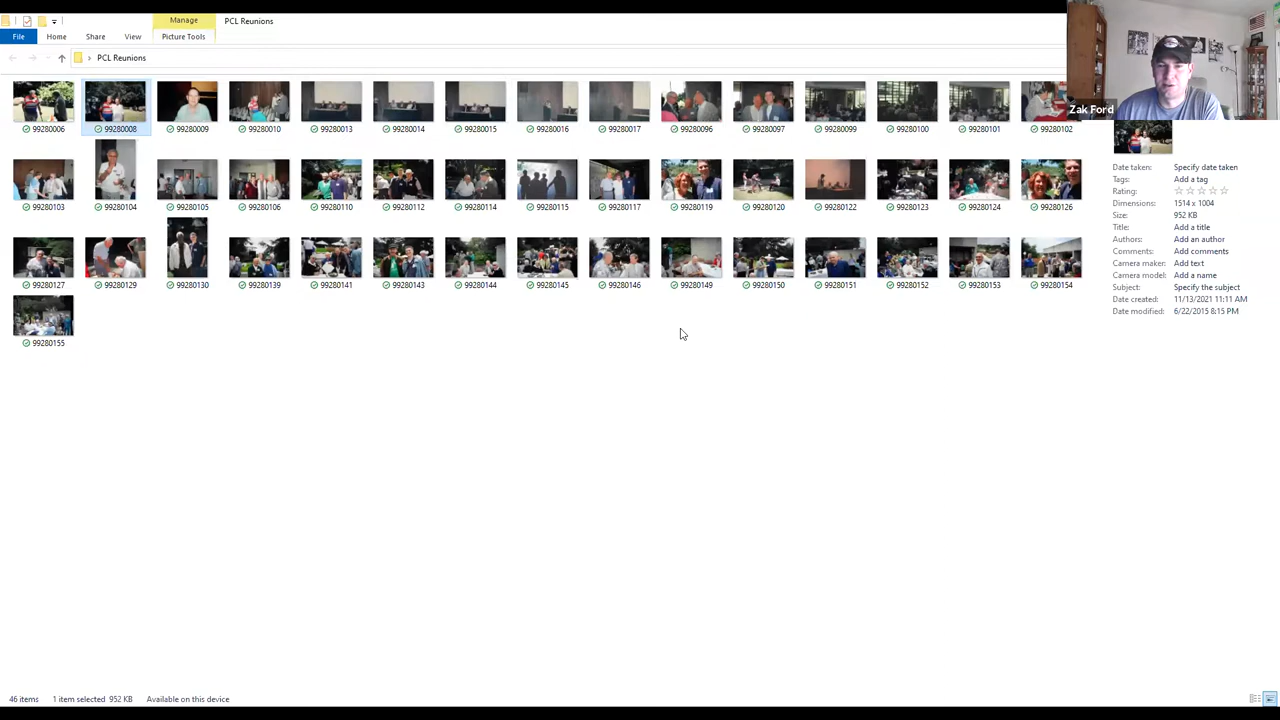 Manage
PCL Reunions
File
Home
Share
View
Picture Tools
PCL Reunions
Zak Ford
99280006
99280008
99280009
99280010
99280013
99280014
99280015
99280016
99280017
99280096
99280097
99280099
99280100
99280101
99280102
99280103
99280104
99280105
99280106
99280110
99280112
99280114
99280115
99280117
99280119
99280120
99280122
99280123
99280124
99280126
99280127
99280129
99280130
99280139
99280141
99280143
99280144
99280145
99280146
99280149
99280150
99280151
99280152
99280153
99280154
99280155
Date taken: Specify date taken
Tags: Add a tag
Rating:
Dimensions: 1514 x 1004
Size: 952 KB
Title: Add a title
Authors: Add an author
Comments: Add comments
Camera maker: Add text
Camera model: Add a name
Subject: Specify the subject
Date created: 11/13/2021 11:11 AM
Date modified: 6/22/2015 8:15 PM
46 items 1 item selected 952 KB Available on this device